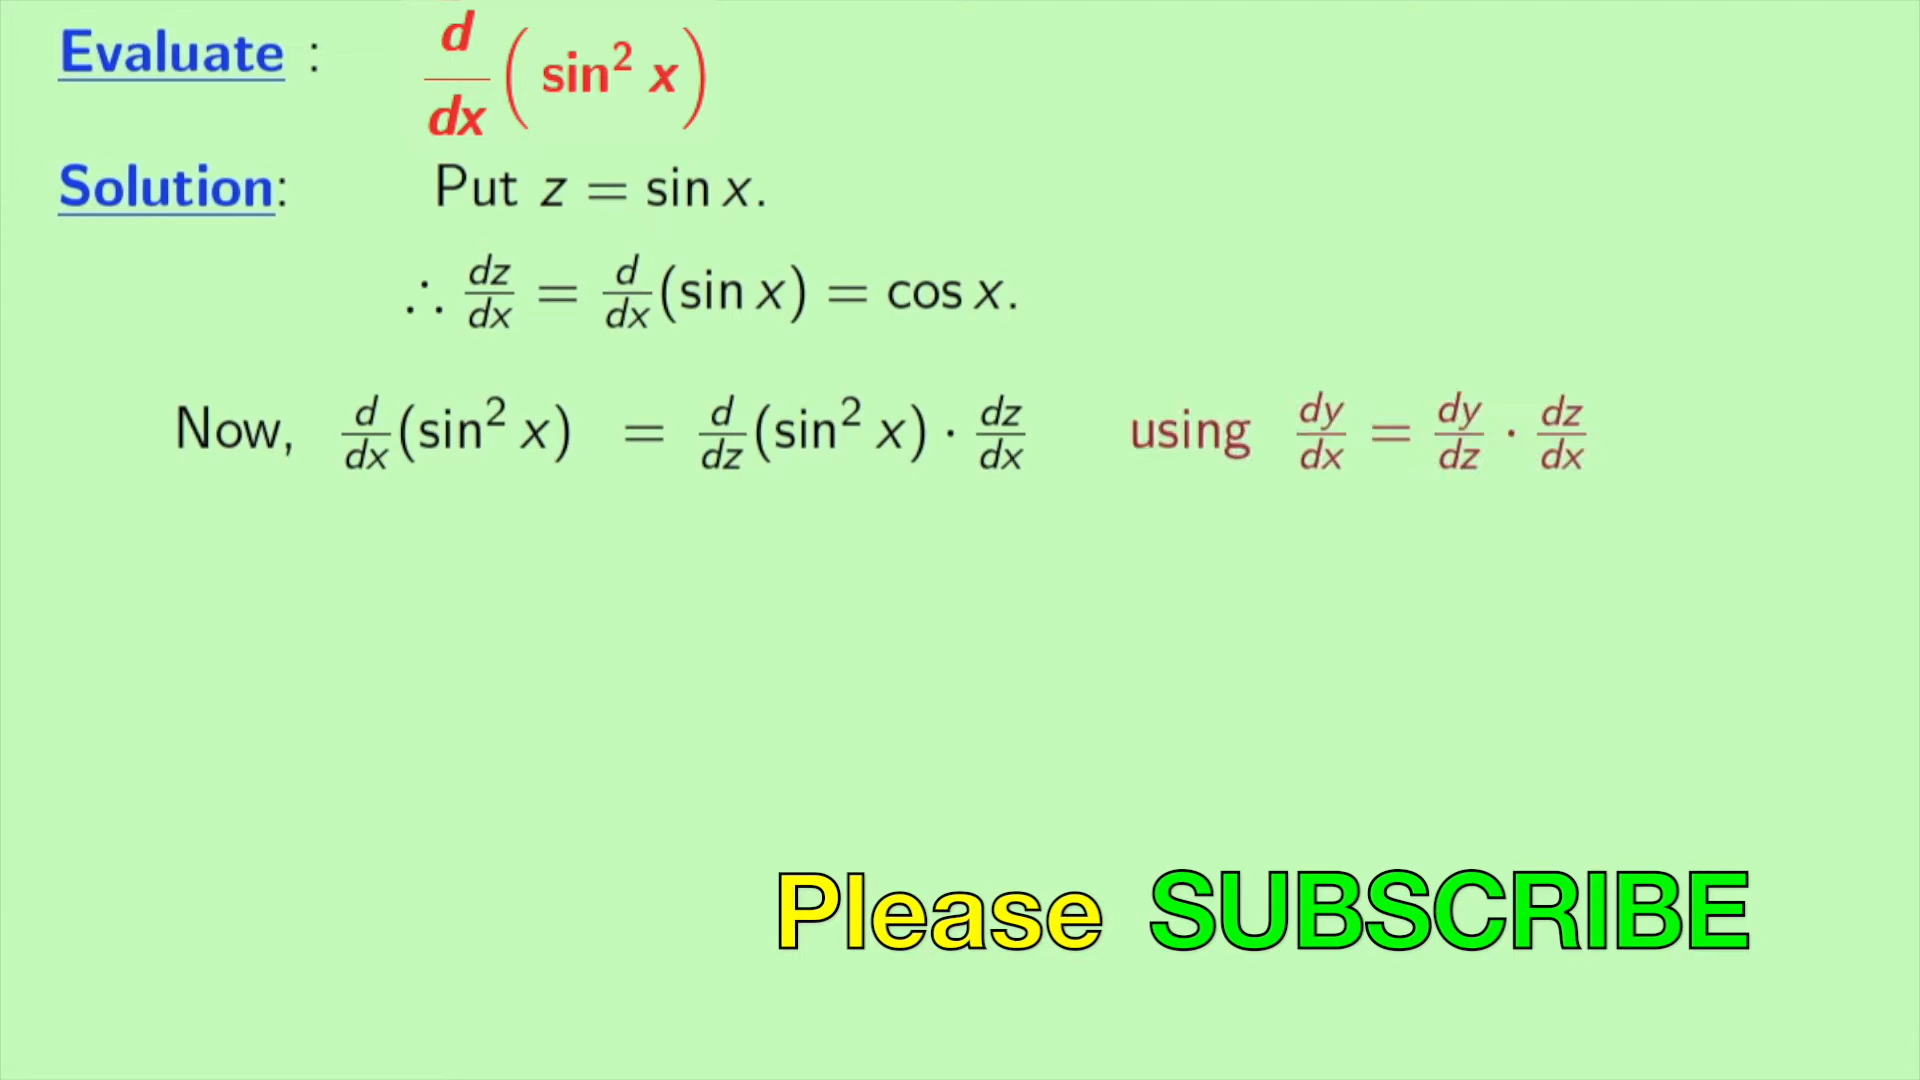 Evaluate : d/dx ( sin² x )
Solution: Put z = sin x.
∴ dz/dx = d/dx (sin x) = cos x.
Now, d/dx (sin² x) = d/dz (sin² x) · dz/dx using dy/dx = dy/dz · dz/dx
Please SUBSCRIBE